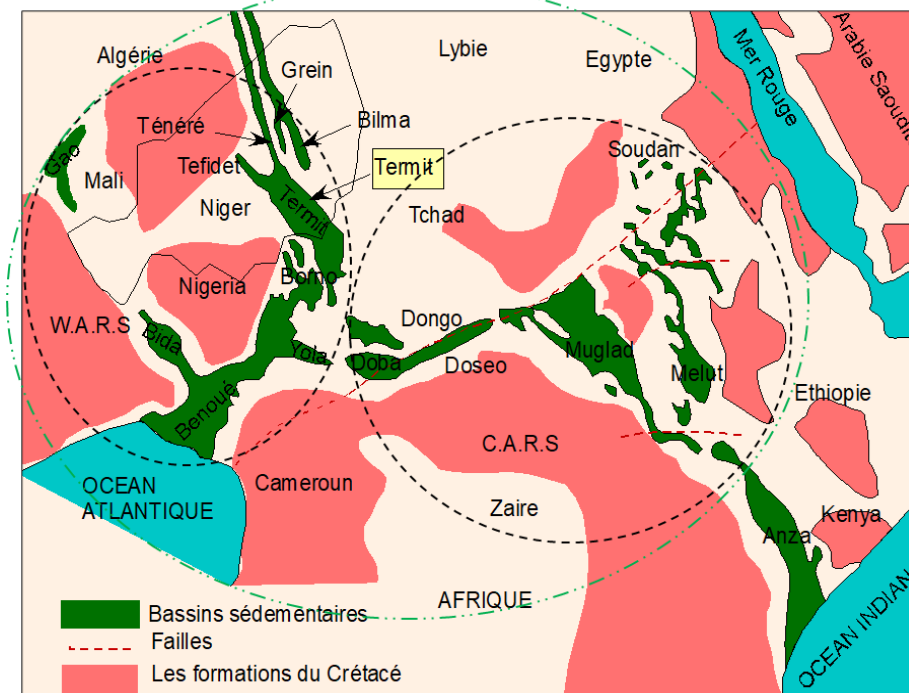 Algérie
Lybie
Egypte
Mer Rouge
Arabie Saoudit
Grein
Bilma
Ténéré
Gao
Mali
Tefidet
Termit
Soudan
Niger
Termit
Tchad
Nigeria
Borno
W.A.R.S
Bida
Yola
Dongo
Doba
Doseo
Muglad
Melut
Ethiopie
Benoué
C.A.R.S
OCEAN
ATLANTIQUE
Cameroun
Zaire
Kenya
Anza
AFRIQUE
OCEAN INDIAN
Bassins sédementaires
Failles
Les formations du Crétacé